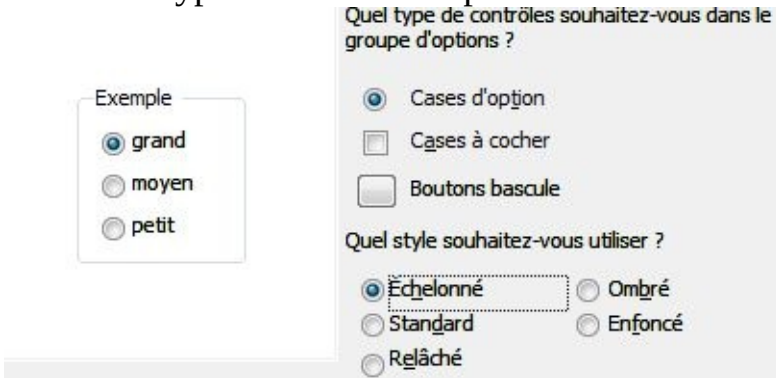 Quel type de contrôles souhaitez-vous dans le
groupe d'options ?
Exemple
grand
moyen
petit
Cases d'option
Cases à cocher
Boutons bascule
Quel style souhaitez-vous utiliser ?
Échelonné
Ombré
Standard
Enfoncé
Relâché